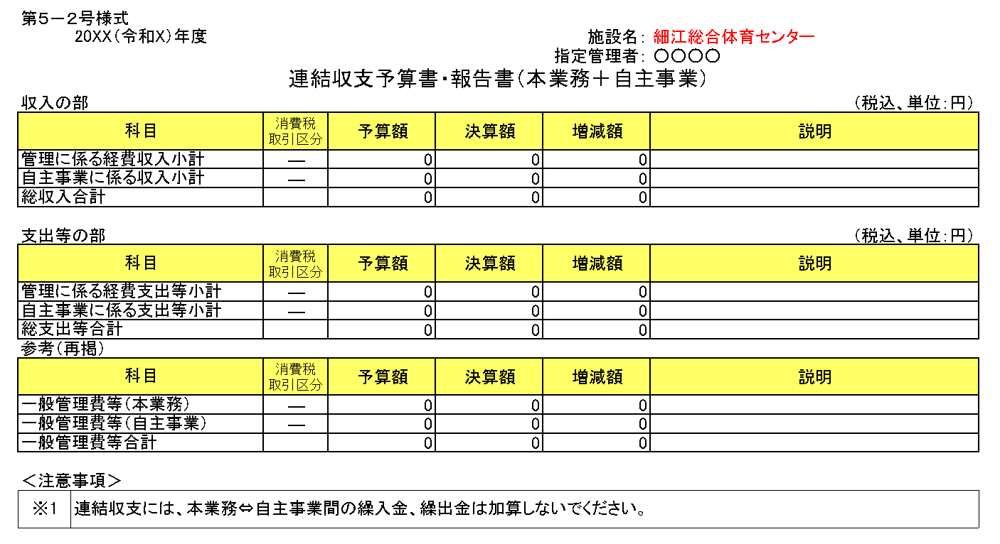 第5－2号様式
20XX(令和X)年度
施設名: 細江総合体育センター
指定管理者: 〇〇〇〇
連結収支予算書・報告書(本業務＋自主事業)
収入の部 (税込、単位:円)
科目 消費税取引区分 予算額 決算額 増減額 説明
管理に係る経費収入小計 ― 0 0 0
自主事業に係る収入小計 ― 0 0 0
総収入合計 0 0 0
支出等の部 (税込、単位:円)
科目 消費税取引区分 予算額 決算額 増減額 説明
管理に係る経費支出等小計 ― 0 0 0
自主事業に係る支出等小計 ― 0 0 0
総支出等合計 0 0 0
参考(再掲)
科目 消費税取引区分 予算額 決算額 増減額 説明
一般管理費等(本業務) ― 0 0 0
一般管理費等(自主事業) ― 0 0 0
一般管理費等合計 0 0 0
＜注意事項＞
※1 連結収支には、本業務⇔自主事業間の繰入金、繰出金は加算しないでください。